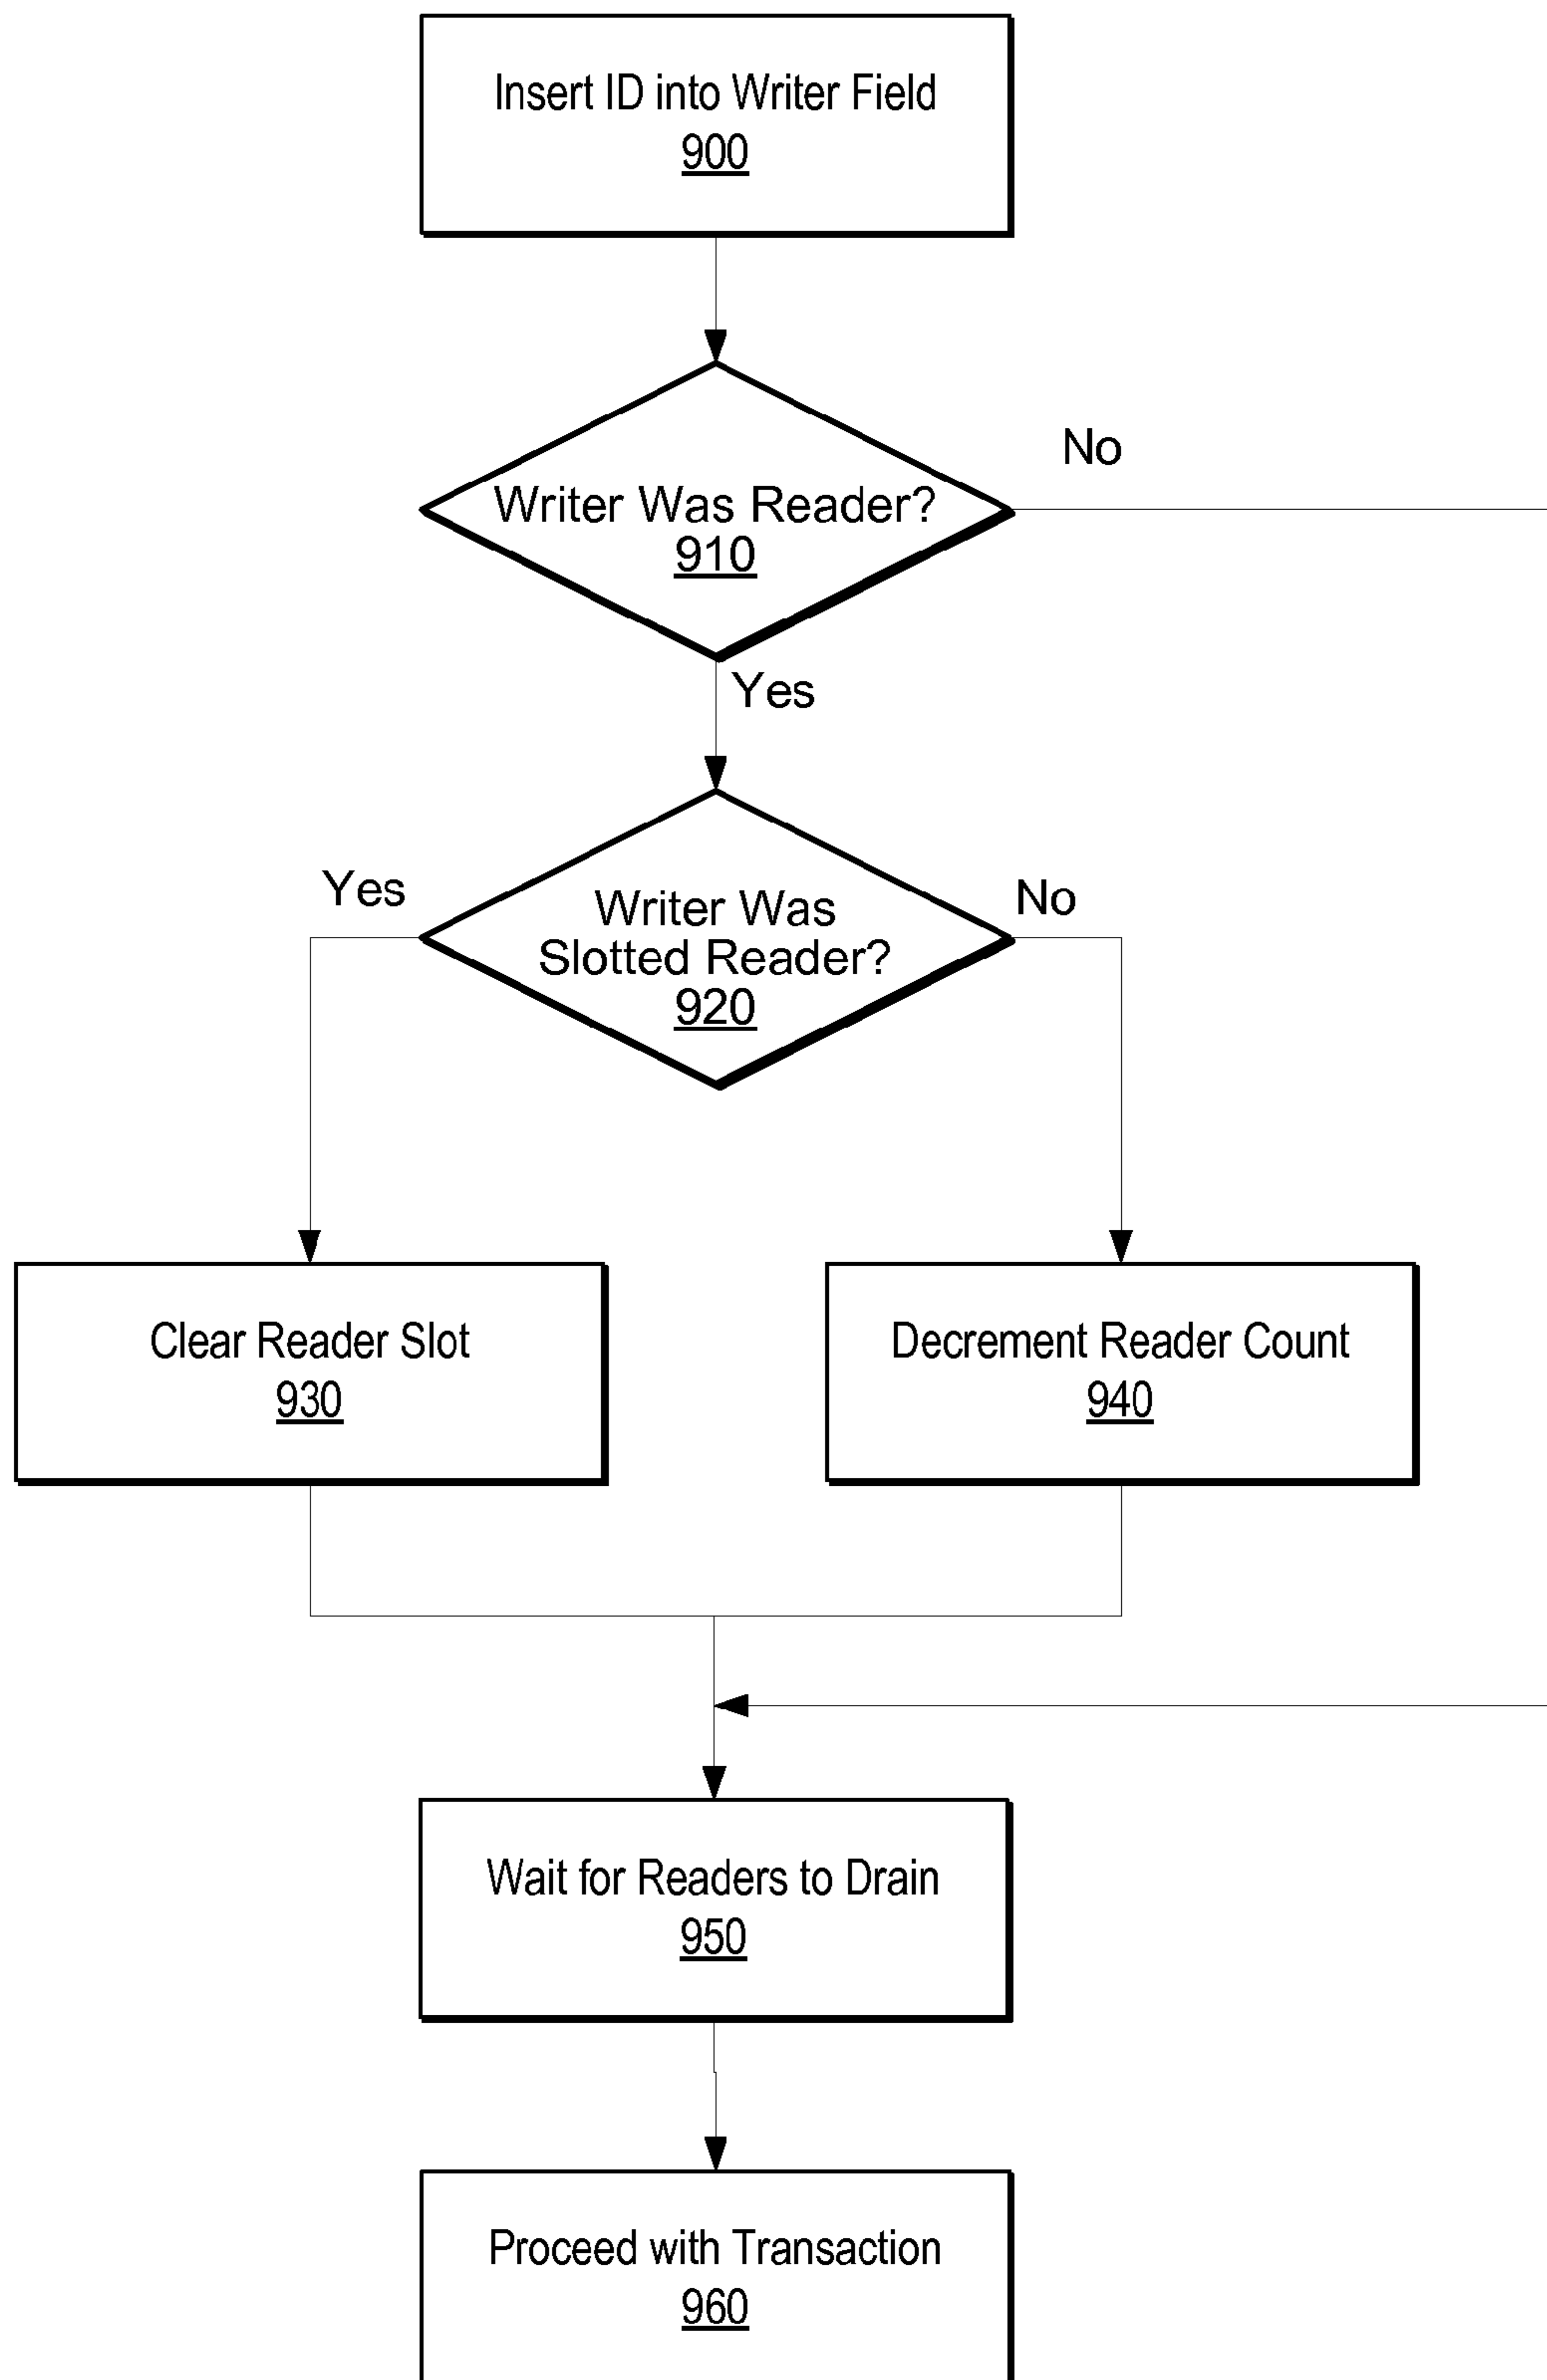 Insert ID into Writer Field
900
No
Writer Was Reader?
910
Yes
Yes
No
Writer Was
Slotted Reader?
920
Clear Reader Slot
930
Decrement Reader Count
940
Wait for Readers to Drain
950
Proceed with Transaction
960